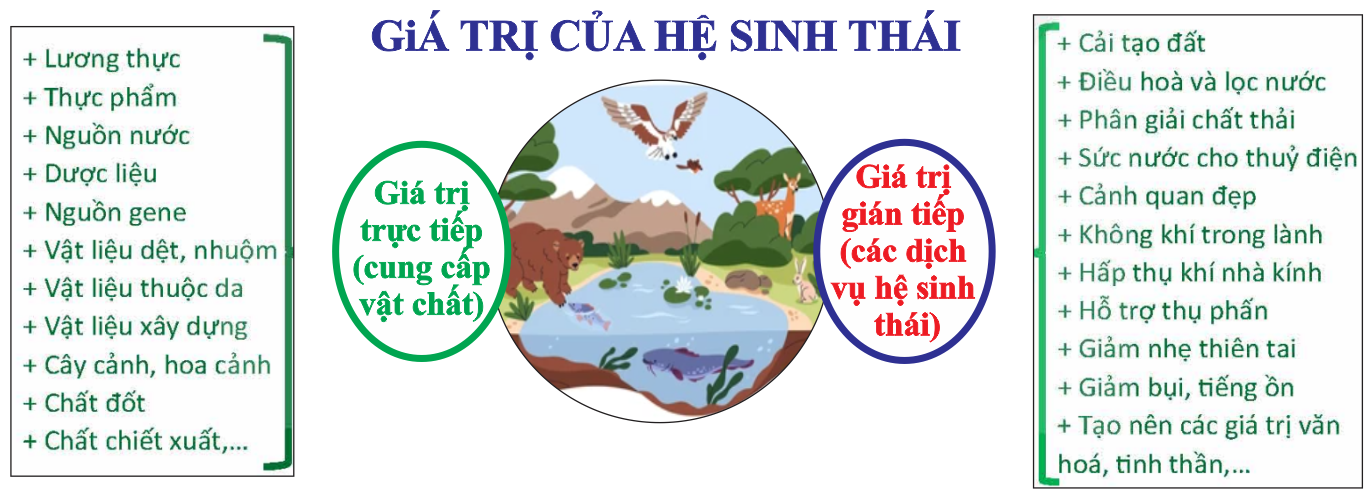 GiÁ TRỊ CỦA HỆ SINH THÁI
+ Lương thực
+ Thực phẩm
+ Nguồn nước
+ Dược liệu
+ Nguồn gene
+ Vật liệu dệt, nhuộm
+ Vật liệu thuộc da
+ Vật liệu xây dựng
+ Cây cảnh, hoa cảnh
+ Chất đốt
+ Chất chiết xuất,...
Giá trị
trực tiếp
(cung cấp
vật chất)
Giá trị
gián tiếp
(các dịch
vụ hệ sinh
thái)
+ Cải tạo đất
+ Điều hoà và lọc nước
+ Phân giải chất thải
+ Sức nước cho thuỷ điện
+ Cảnh quan đẹp
+ Không khí trong lành
+ Hấp thụ khí nhà kính
+ Hỗ trợ thụ phấn
+ Giảm nhẹ thiên tai
+ Giảm bụi, tiếng ồn
+ Tạo nên các giá trị văn
hoá, tinh thần,...